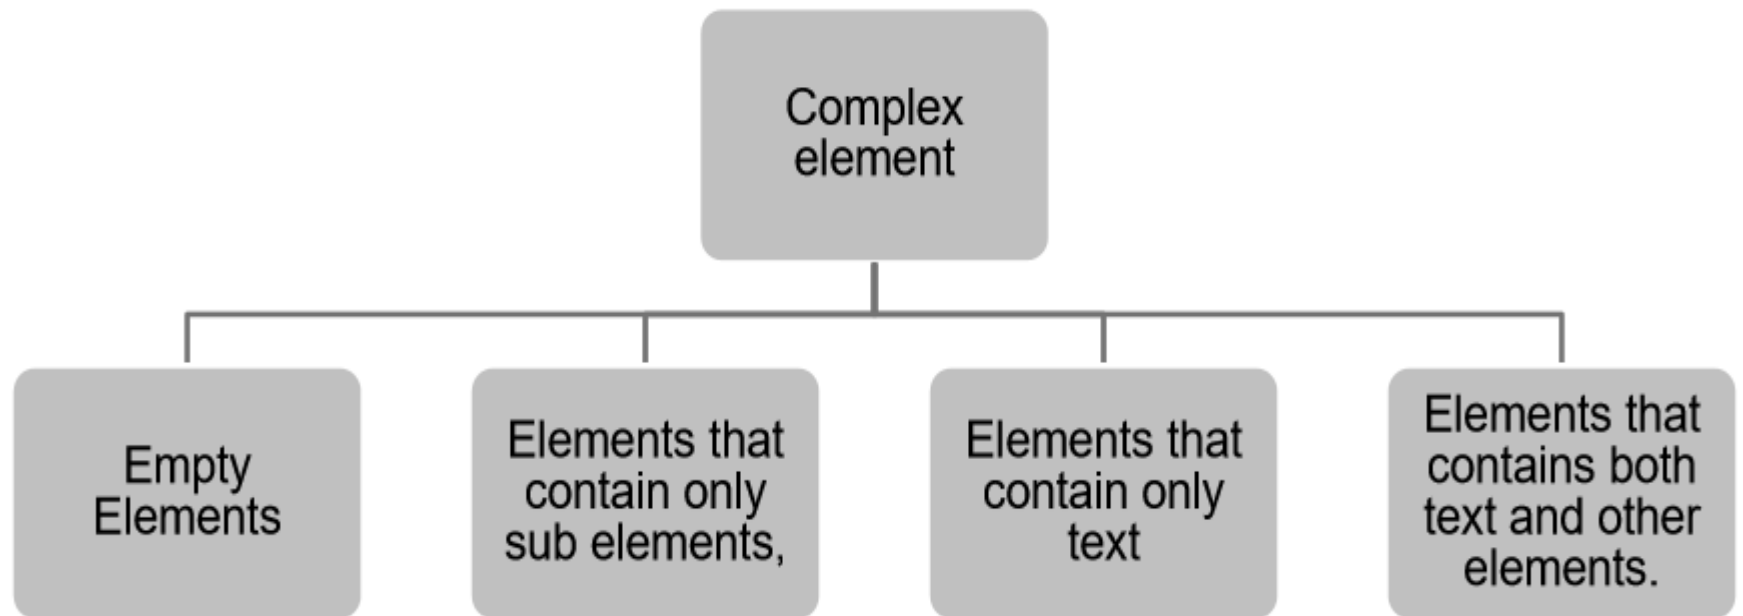 Complex
element
Empty
Elements
Elements that
contain only
sub elements,
Elements that
contain only
text
Elements that
contains both
text and other
elements.